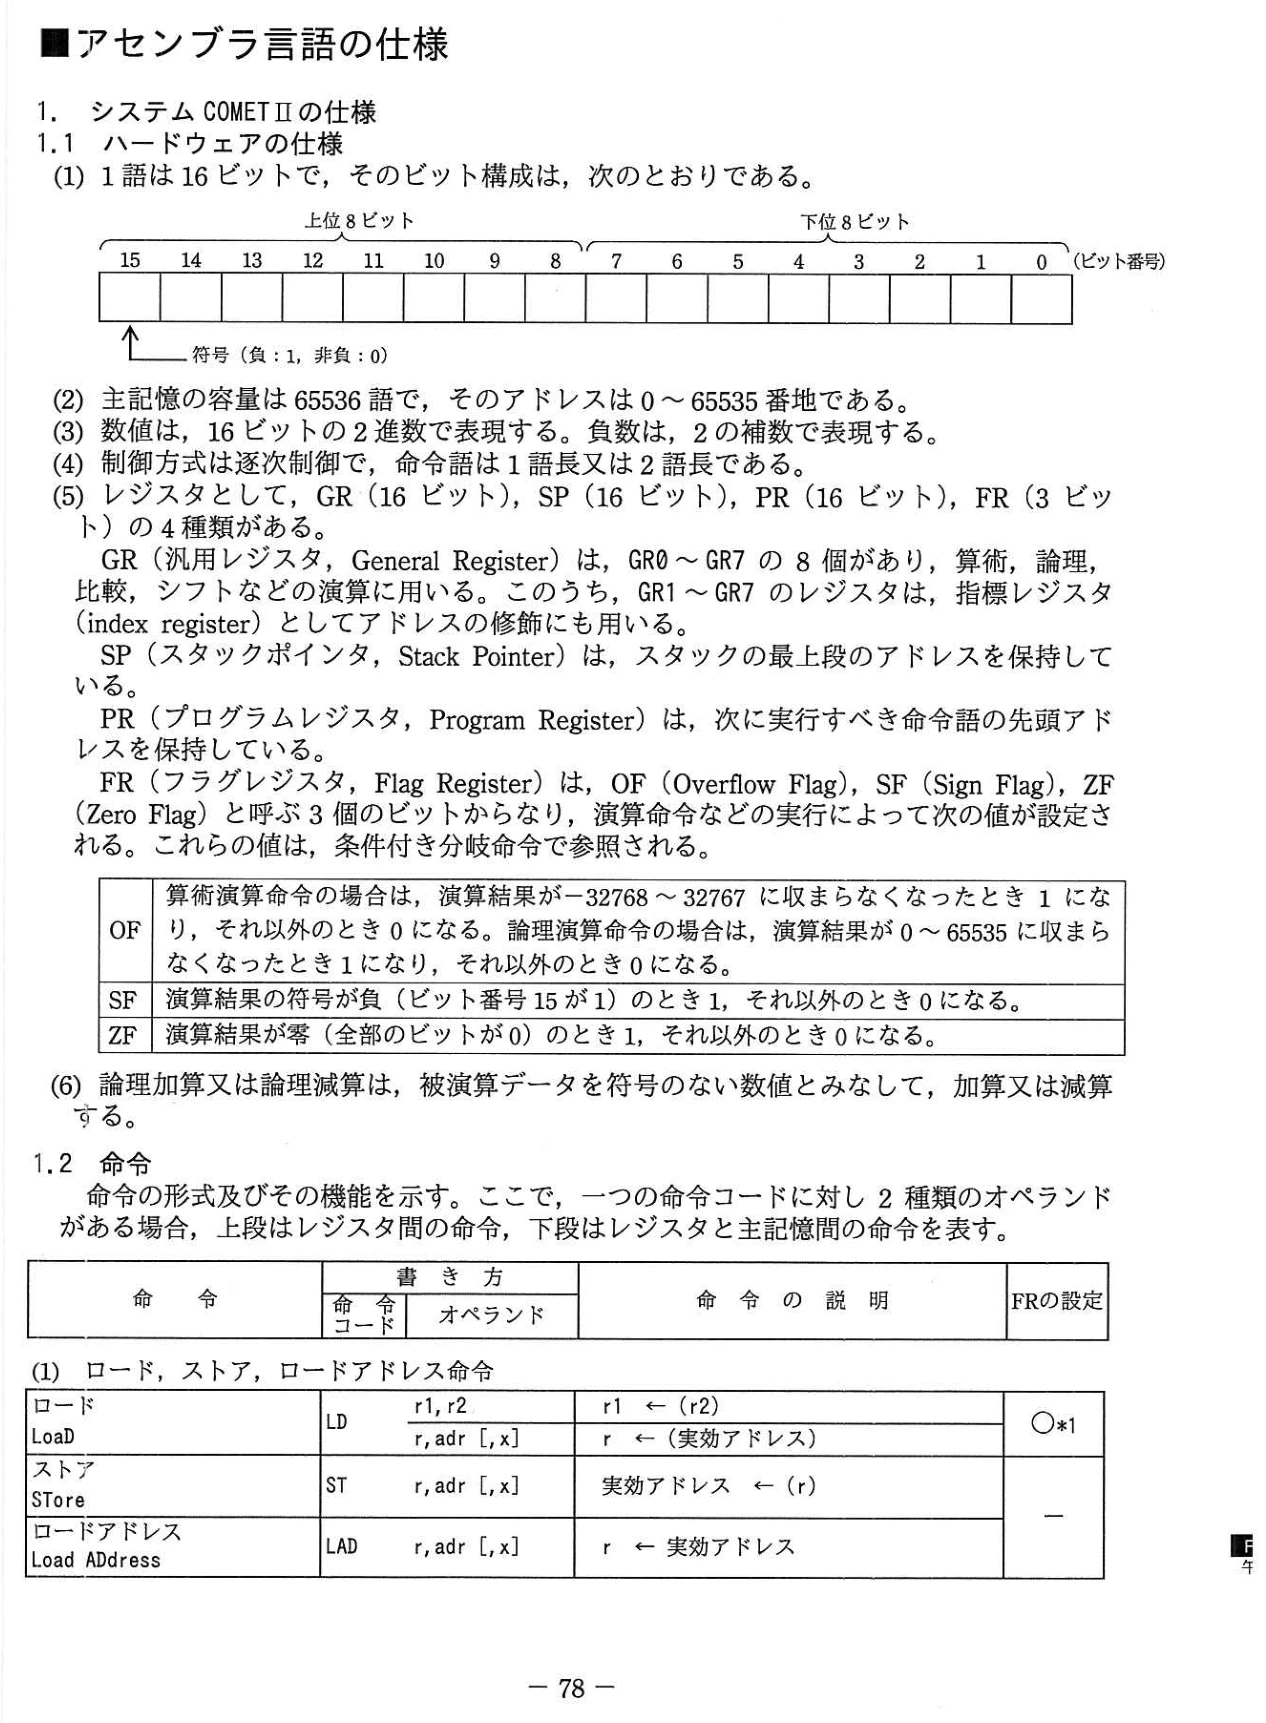 ■アセンブラ言語の仕様
1. システム COMETⅡの仕様
1.1 ハードウェアの仕様
(1) 1語は16ビットで，そのビット構成は，次のとおりである。
上位8ビット 下位8ビット
15 14 13 12 11 10 9 8 7 6 5 4 3 2 1 0 (ビット番号)
符号（負：1，非負：0）
(2) 主記憶の容量は65536語で，そのアドレスは0～65535番地である。
(3) 数値は，16ビットの2進数で表現する。負数は，2の補数で表現する。
(4) 制御方式は逐次制御で，命令語は1語長又は2語長である。
(5) レジスタとして，GR（16 ビット），SP（16 ビット），PR（16 ビット），FR（3 ビッ
ト）の4種類がある。
GR（汎用レジスタ，General Register）は，GR0～GR7 の 8 個があり，算術，論理，
比較，シフトなどの演算に用いる。このうち，GR1～GR7 のレジスタは，指標レジスタ
（index register）としてアドレスの修飾にも用いる。
SP（スタックポインタ，Stack Pointer）は，スタックの最上段のアドレスを保持して
いる。
PR（プログラムレジスタ，Program Register）は，次に実行すべき命令語の先頭アド
レスを保持している。
FR（フラグレジスタ，Flag Register）は，OF（Overflow Flag），SF（Sign Flag），ZF
（Zero Flag）と呼ぶ 3 個のビットからなり，演算命令などの実行によって次の値が設定さ
れる。これらの値は，条件付き分岐命令で参照される。
算術演算命令の場合は，演算結果が－32768～32767 に収まらなくなったとき 1 にな
OF り，それ以外のとき0になる。論理演算命令の場合は，演算結果が0～65535に収まら
なくなったとき1になり，それ以外のとき0になる。
SF 演算結果の符号が負（ビット番号15が1）のとき1，それ以外のとき0になる。
ZF 演算結果が零（全部のビットが0）のとき1，それ以外のとき0になる。
(6) 論理加算又は論理減算は，被演算データを符号のない数値とみなして，加算又は減算
する。
1.2 命令
命令の形式及びその機能を示す。ここで，一つの命令コードに対し 2 種類のオペランド
がある場合，上段はレジスタ間の命令，下段はレジスタと主記憶間の命令を表す。
書 き 方
命 令 命 令 オペランド 命 令 の 説 明 FRの設定
コード
(1) ロード，ストア，ロードアドレス命令
ロード LD r1,r2 r1 ← (r2) ○*1
LoaD r,adr [,x] r ← (実効アドレス)
ストア ST r,adr [,x] 実効アドレス ← (r) －
STore
ロードアドレス LAD r,adr [,x] r ← 実効アドレス
Load ADdress
－ 78 －